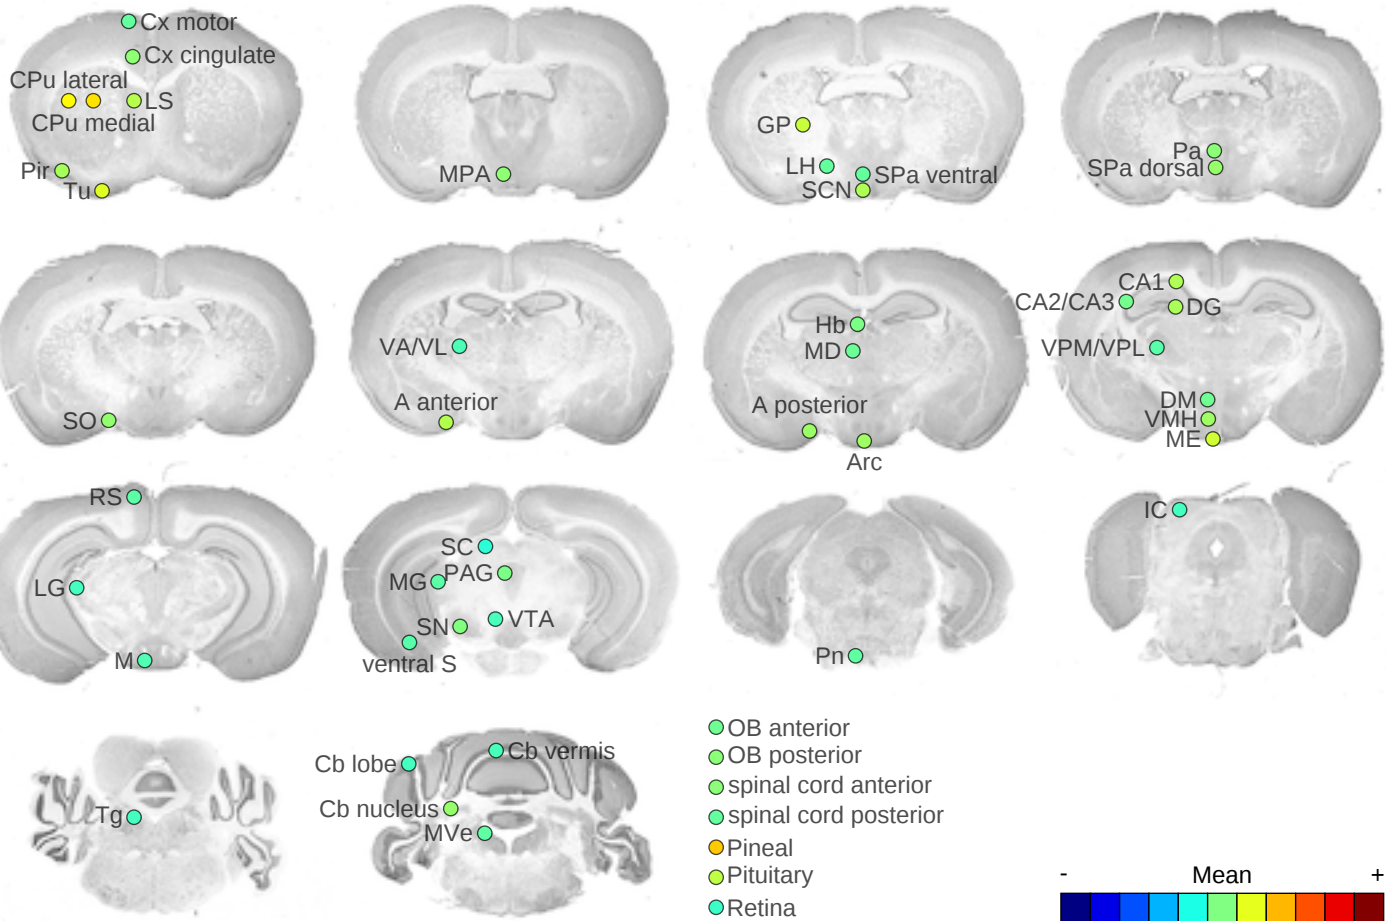 Cx motor
Cx cingulate
CPu lateral
LS
CPu medial
Pir
Tu
MPA
GP
LH
SPa ventral
SCN
Pa
SPa dorsal
SO
VA/VL
A anterior
Hb
MD
A posterior
Arc
CA1
CA2/CA3
DG
VPM/VPL
DM
VMH
ME
RS
LG
M
SC
PAG
MG
VTA
SN
ventral S
Pn
IC
Tg
Cb vermis
Cb lobe
Cb nucleus
MVe
OB anterior
OB posterior
spinal cord anterior
spinal cord posterior
Pineal
Pituitary
Retina
- Mean +